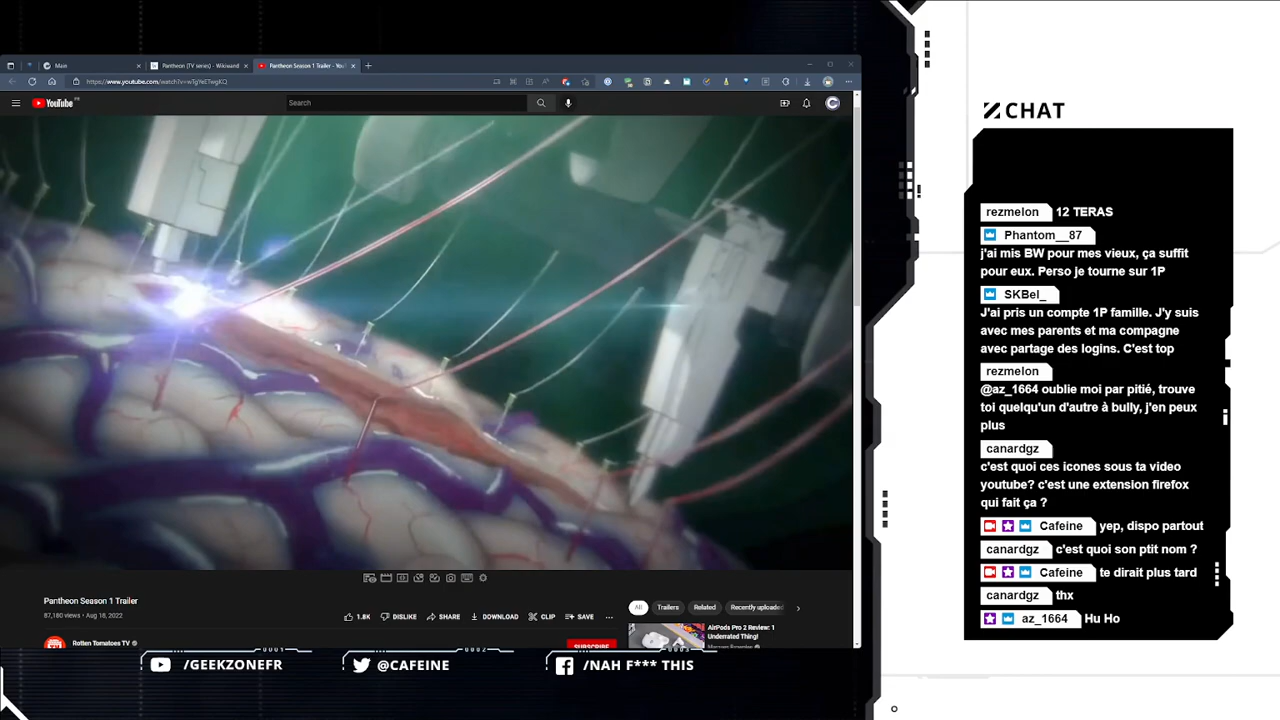 Main
Pantheon (TV series) - Wikiwand
Pantheon Season 1 Trailer - You
YouTube
Search
Pantheon Season 1 Trailer
87,180 views • Aug 18, 2022
1.8K
DISLIKE
SHARE
DOWNLOAD
CLIP
SAVE
Rotten Tomatoes TV
SUBSCRIBE
All
Trailers
Related
Recently uploaded
AirPods Pro 2 Review: 1
Underrated Thing!
/GEEKZONEFR
0002
@CAFEINE
/NAH F*** THIS
CHAT
rezmelon 12 TERAS
Phantom__87
j'ai mis BW pour mes vieux, ça suffit
pour eux. Perso je tourne sur 1P
SKBel_
J'ai pris un compte 1P famille. J'y suis
avec mes parents et ma compagne
avec partage des logins. C'est top
rezmelon
@az_1664 oublie moi par pitié, trouve
toi quelqu'un d'autre à bully, j'en peux
plus
canardgz
c'est quoi ces icones sous ta video
youtube? c'est une extension firefox
qui fait ça ?
Cafeine yep, dispo partout
canardgz c'est quoi son ptit nom ?
Cafeine te dirait plus tard
canardgz thx
az_1664 Hu Ho